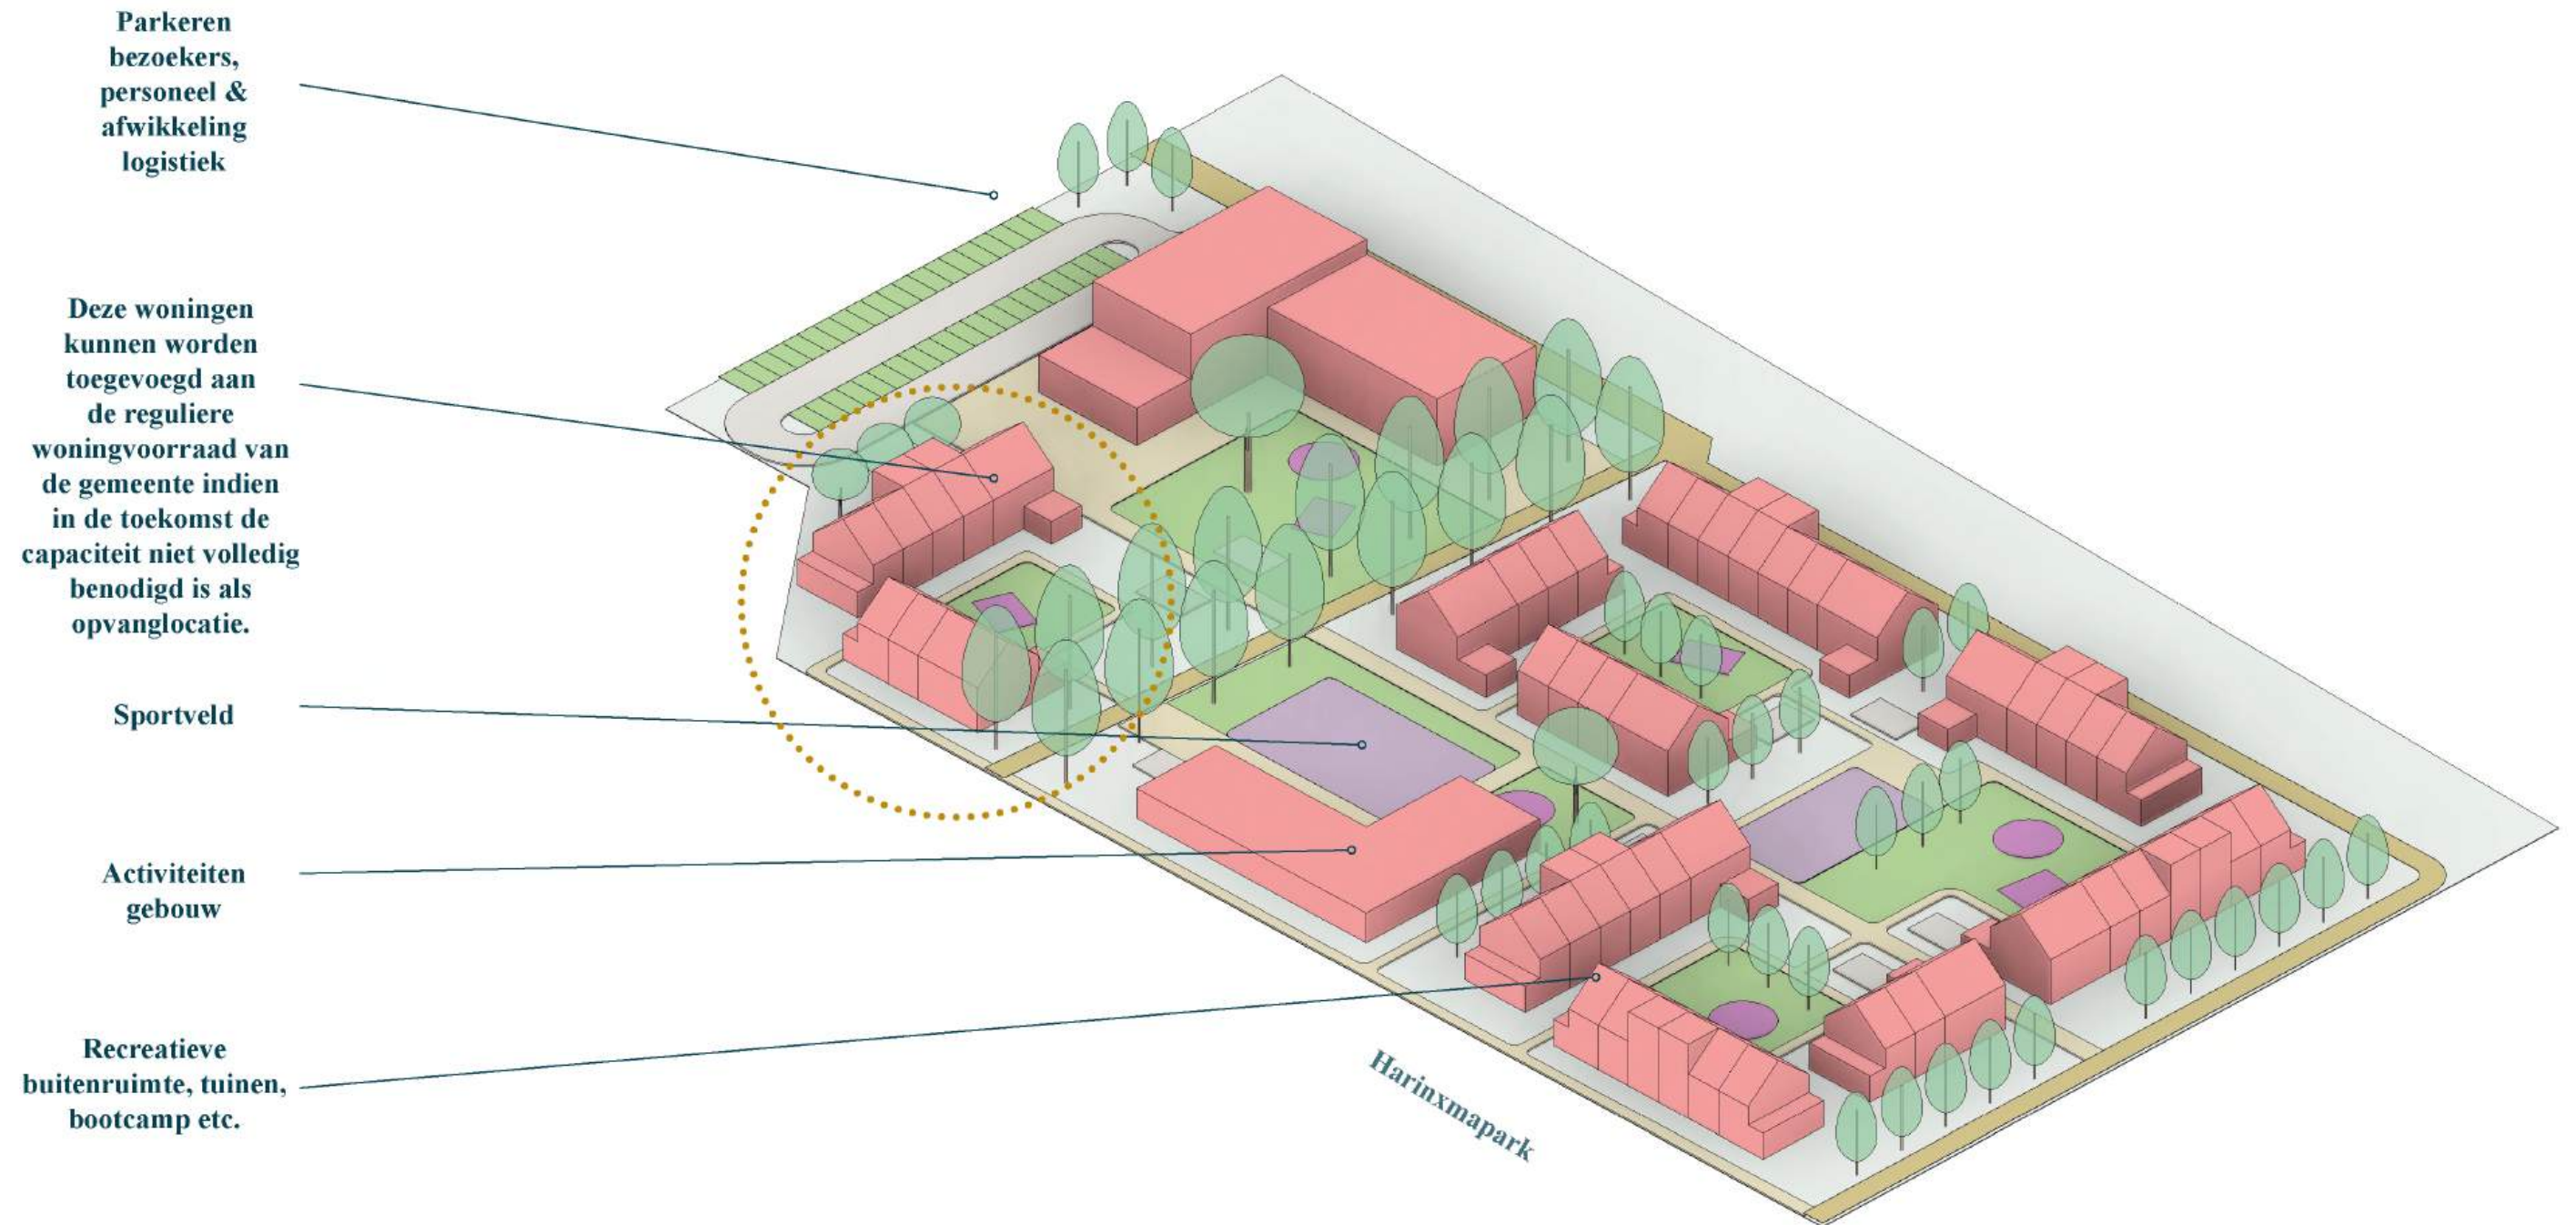 Parkeren
bezoekers,
personeel &
afwikkeling
logistiek
Deze woningen
kunnen worden
toegevoegd aan
de reguliere
woningvoorraad van
de gemeente indien
in de toekomst de
capaciteit niet volledig
benodigd is als
opvanglocatie.
Sportveld
Activiteiten
gebouw
Recreatieve
buitenruimte, tuinen,
bootcamp etc.
Harinxmapark